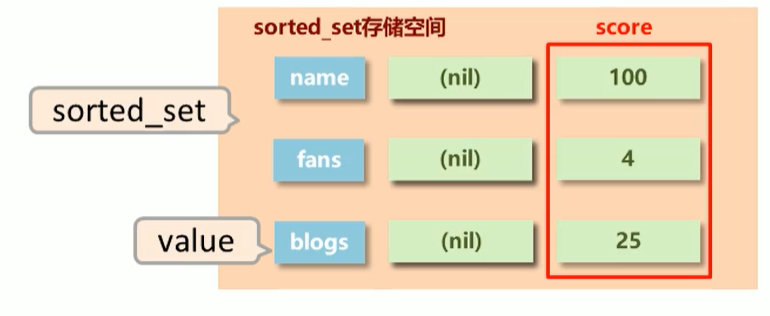 sorted_set存储空间 score
name (nil) 100
sorted_set
fans (nil) 4
value
blogs (nil) 25